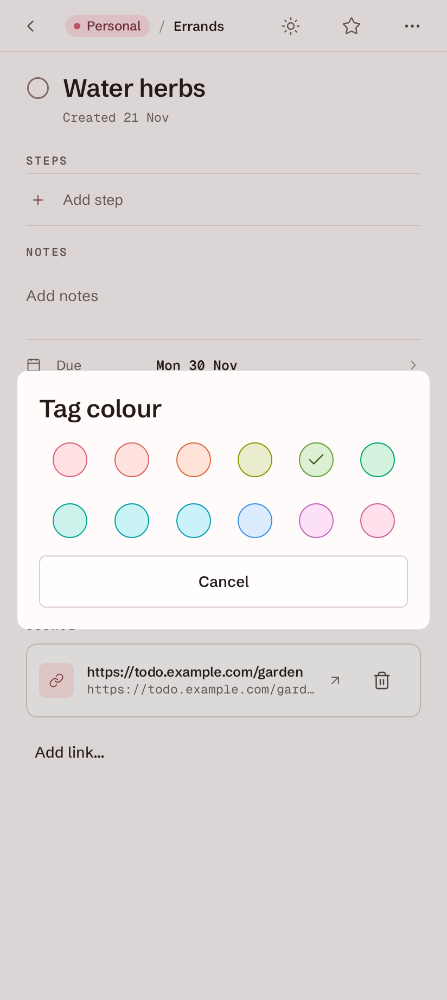 Personal / Errands
Water herbs
Created 21 Nov
STEPS
Add step
NOTES
Add notes
Due Mon 30 Nov
Tag colour
Cancel
https://todo.example.com/garden
https://todo.example.com/gard…
Add link…